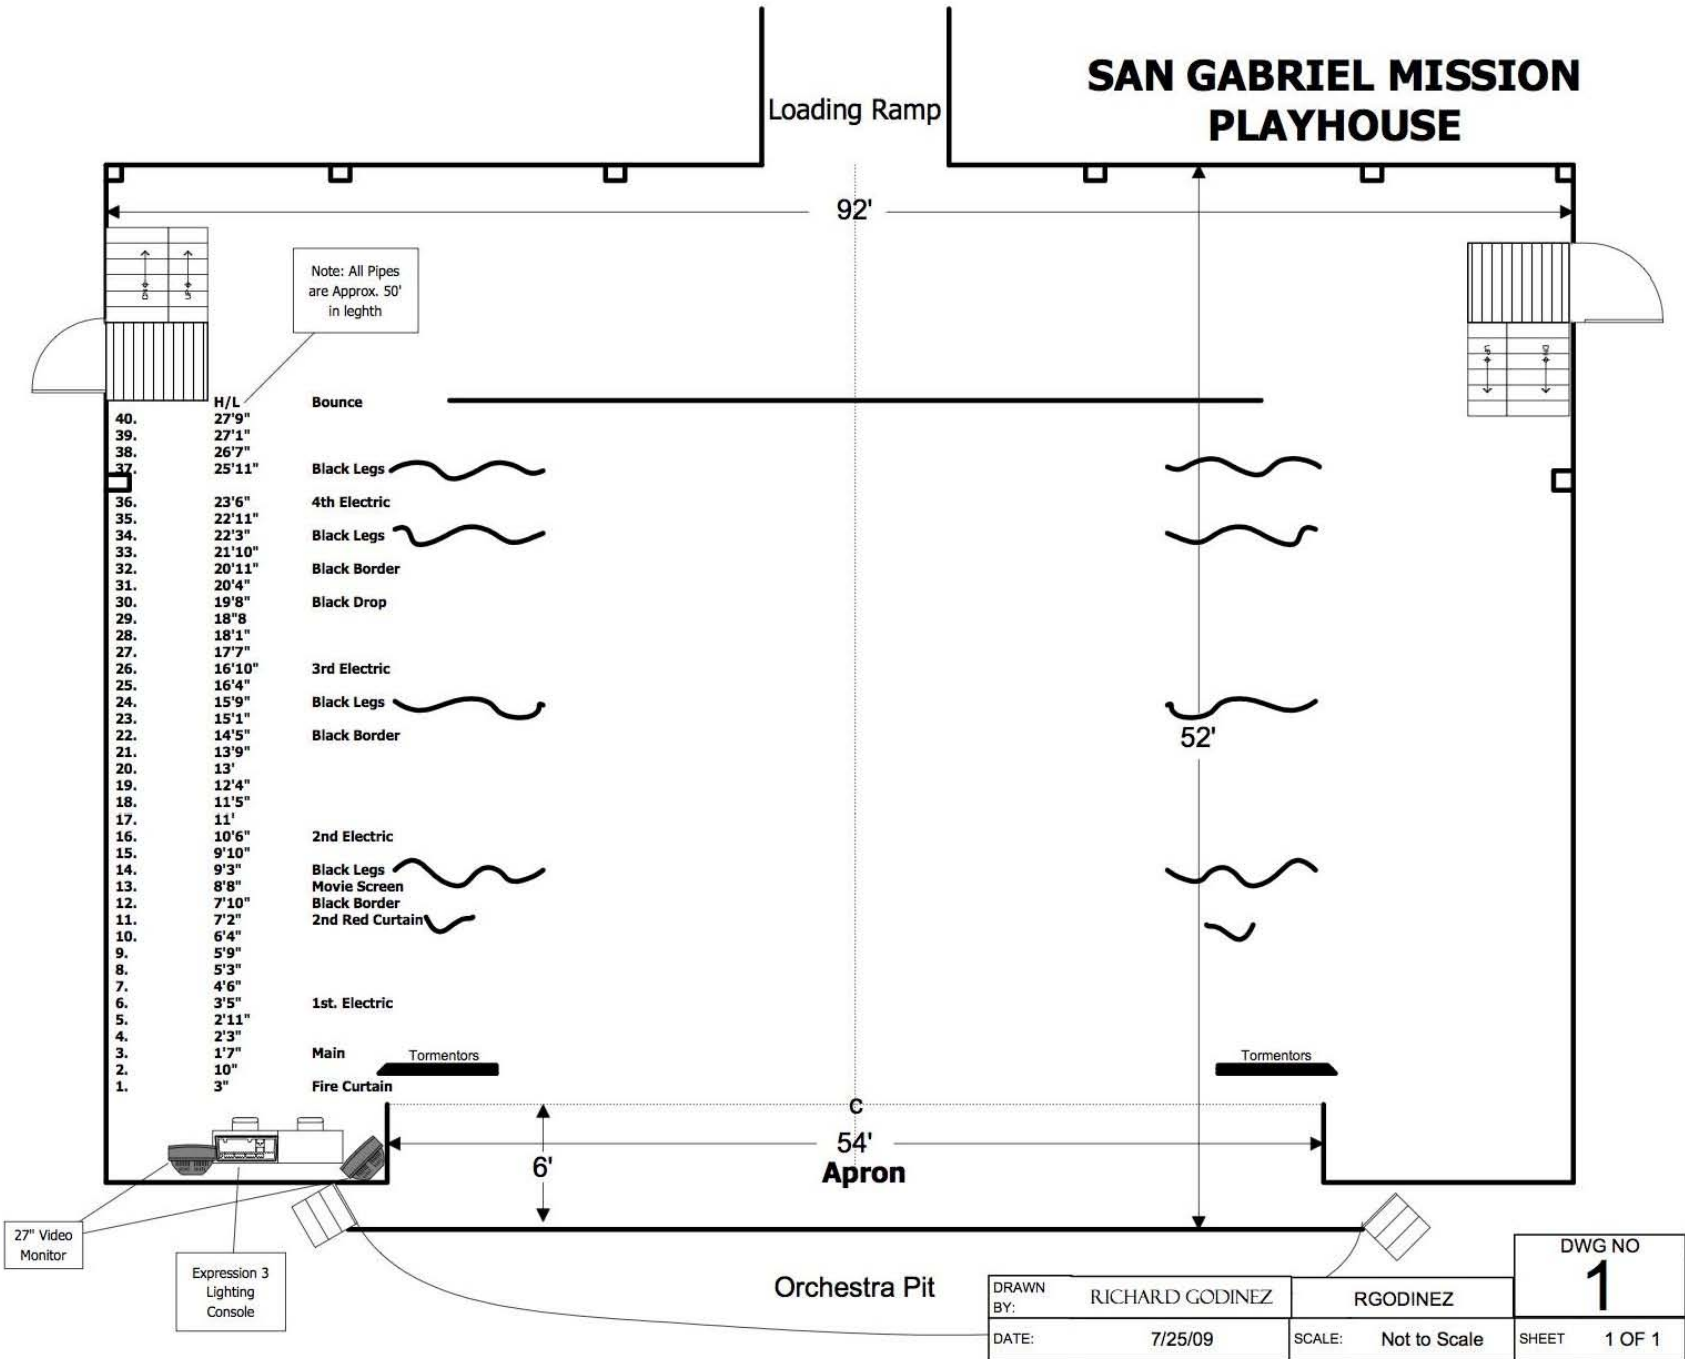 SAN GABRIEL MISSION
PLAYHOUSE
Loading Ramp
92'
Note: All Pipes
are Approx. 50'
in leghth
H/L Bounce
40. 27'9"
39. 27'1"
38. 26'7"
37. 25'11" Black Legs
36. 23'6" 4th Electric
35. 22'11"
34. 22'3" Black Legs
33. 21'10"
32. 20'11" Black Border
31. 20'4"
30. 19'8" Black Drop
29. 18"8
28. 18'1"
27. 17'7"
26. 16'10" 3rd Electric
25. 16'4"
24. 15'9" Black Legs
23. 15'1"
52'
22. 14'5" Black Border
21. 13'9"
20. 13'
19. 12'4"
18. 11'5"
17. 11'
16. 10'6" 2nd Electric
15. 9'10"
14. 9'3" Black Legs
13. 8'8" Movie Screen
12. 7'10" Black Border
11. 7'2" 2nd Red Curtain
10. 6'4"
9. 5'9"
8. 5'3"
7. 4'6"
6. 3'5" 1st. Electric
5. 2'11"
4. 2'3"
3. 1'7" Main
Tormentors
Tormentors
2. 10"
1. 3" Fire Curtain
C
54'
6'
Apron
27" Video
Monitor
Expression 3
Lighting
Console
Orchestra Pit
DWG NO
1
DRAWN
BY:
RICHARD GODINEZ
RGODINEZ
DATE: 7/25/09
SCALE: Not to Scale
SHEET 1 OF 1